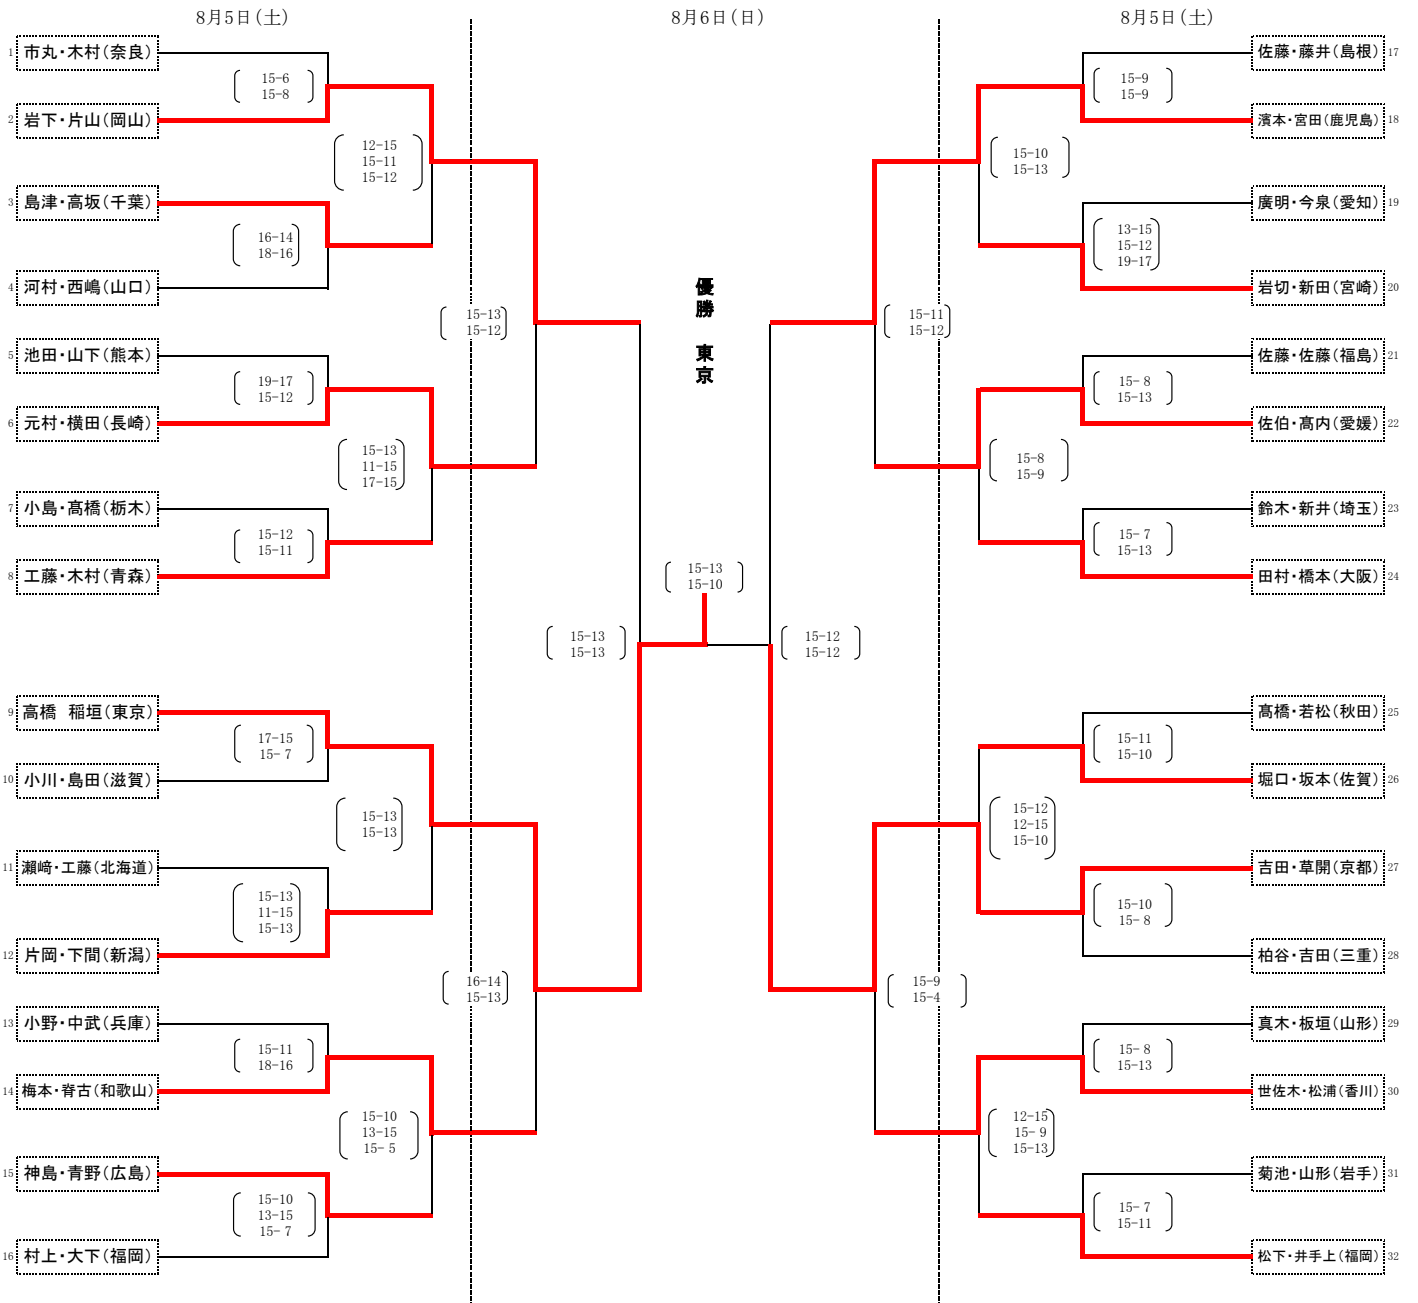 8月5日(土)
8月6日(日)
8月5日(土)
1 市丸・木村(奈良)
15-6
15-8
2 岩下・片山(岡山)
12-15
15-11
15-12
3 島津・高坂(千葉)
16-14
18-16
4 河村・西嶋(山口)
15-13
15-12
5 池田・山下(熊本)
19-17
15-12
6 元村・横田(長崎)
15-13
11-15
17-15
7 小島・髙橋(栃木)
15-12
15-11
8 工藤・木村(青森)
15-13
15-13
9 高橋 稲垣(東京)
17-15
15- 7
10 小川・島田(滋賀)
15-13
15-13
11 瀬﨑・工藤(北海道)
15-13
11-15
15-13
12 片岡・下間(新潟)
16-14
15-13
13 小野・中武(兵庫)
15-11
18-16
14 梅本・脊古(和歌山)
15-10
13-15
15- 5
15 神島・青野(広島)
15-10
13-15
15- 7
16 村上・大下(福岡)
優勝 東京
15-13
15-10
佐藤・藤井(島根) 17
15-9
15-9
濱本・宮田(鹿児島) 18
15-10
15-13
廣明・今泉(愛知) 19
13-15
15-12
19-17
岩切・新田(宮崎) 20
15-11
15-12
佐藤・佐藤(福島) 21
15- 8
15-13
佐伯・髙内(愛媛) 22
15-8
15-9
鈴木・新井(埼玉) 23
15- 7
15-13
田村・橋本(大阪) 24
15-12
15-12
髙橋・若松(秋田) 25
15-11
15-10
堀口・坂本(佐賀) 26
15-12
12-15
15-10
吉田・草開(京都) 27
15-10
15- 8
柏谷・吉田(三重) 28
15-9
15-4
真木・板垣(山形) 29
15- 8
15-13
世佐木・松浦(香川) 30
12-15
15- 9
15-13
菊池・山形(岩手) 31
15- 7
15-11
松下・井手上(福岡) 32